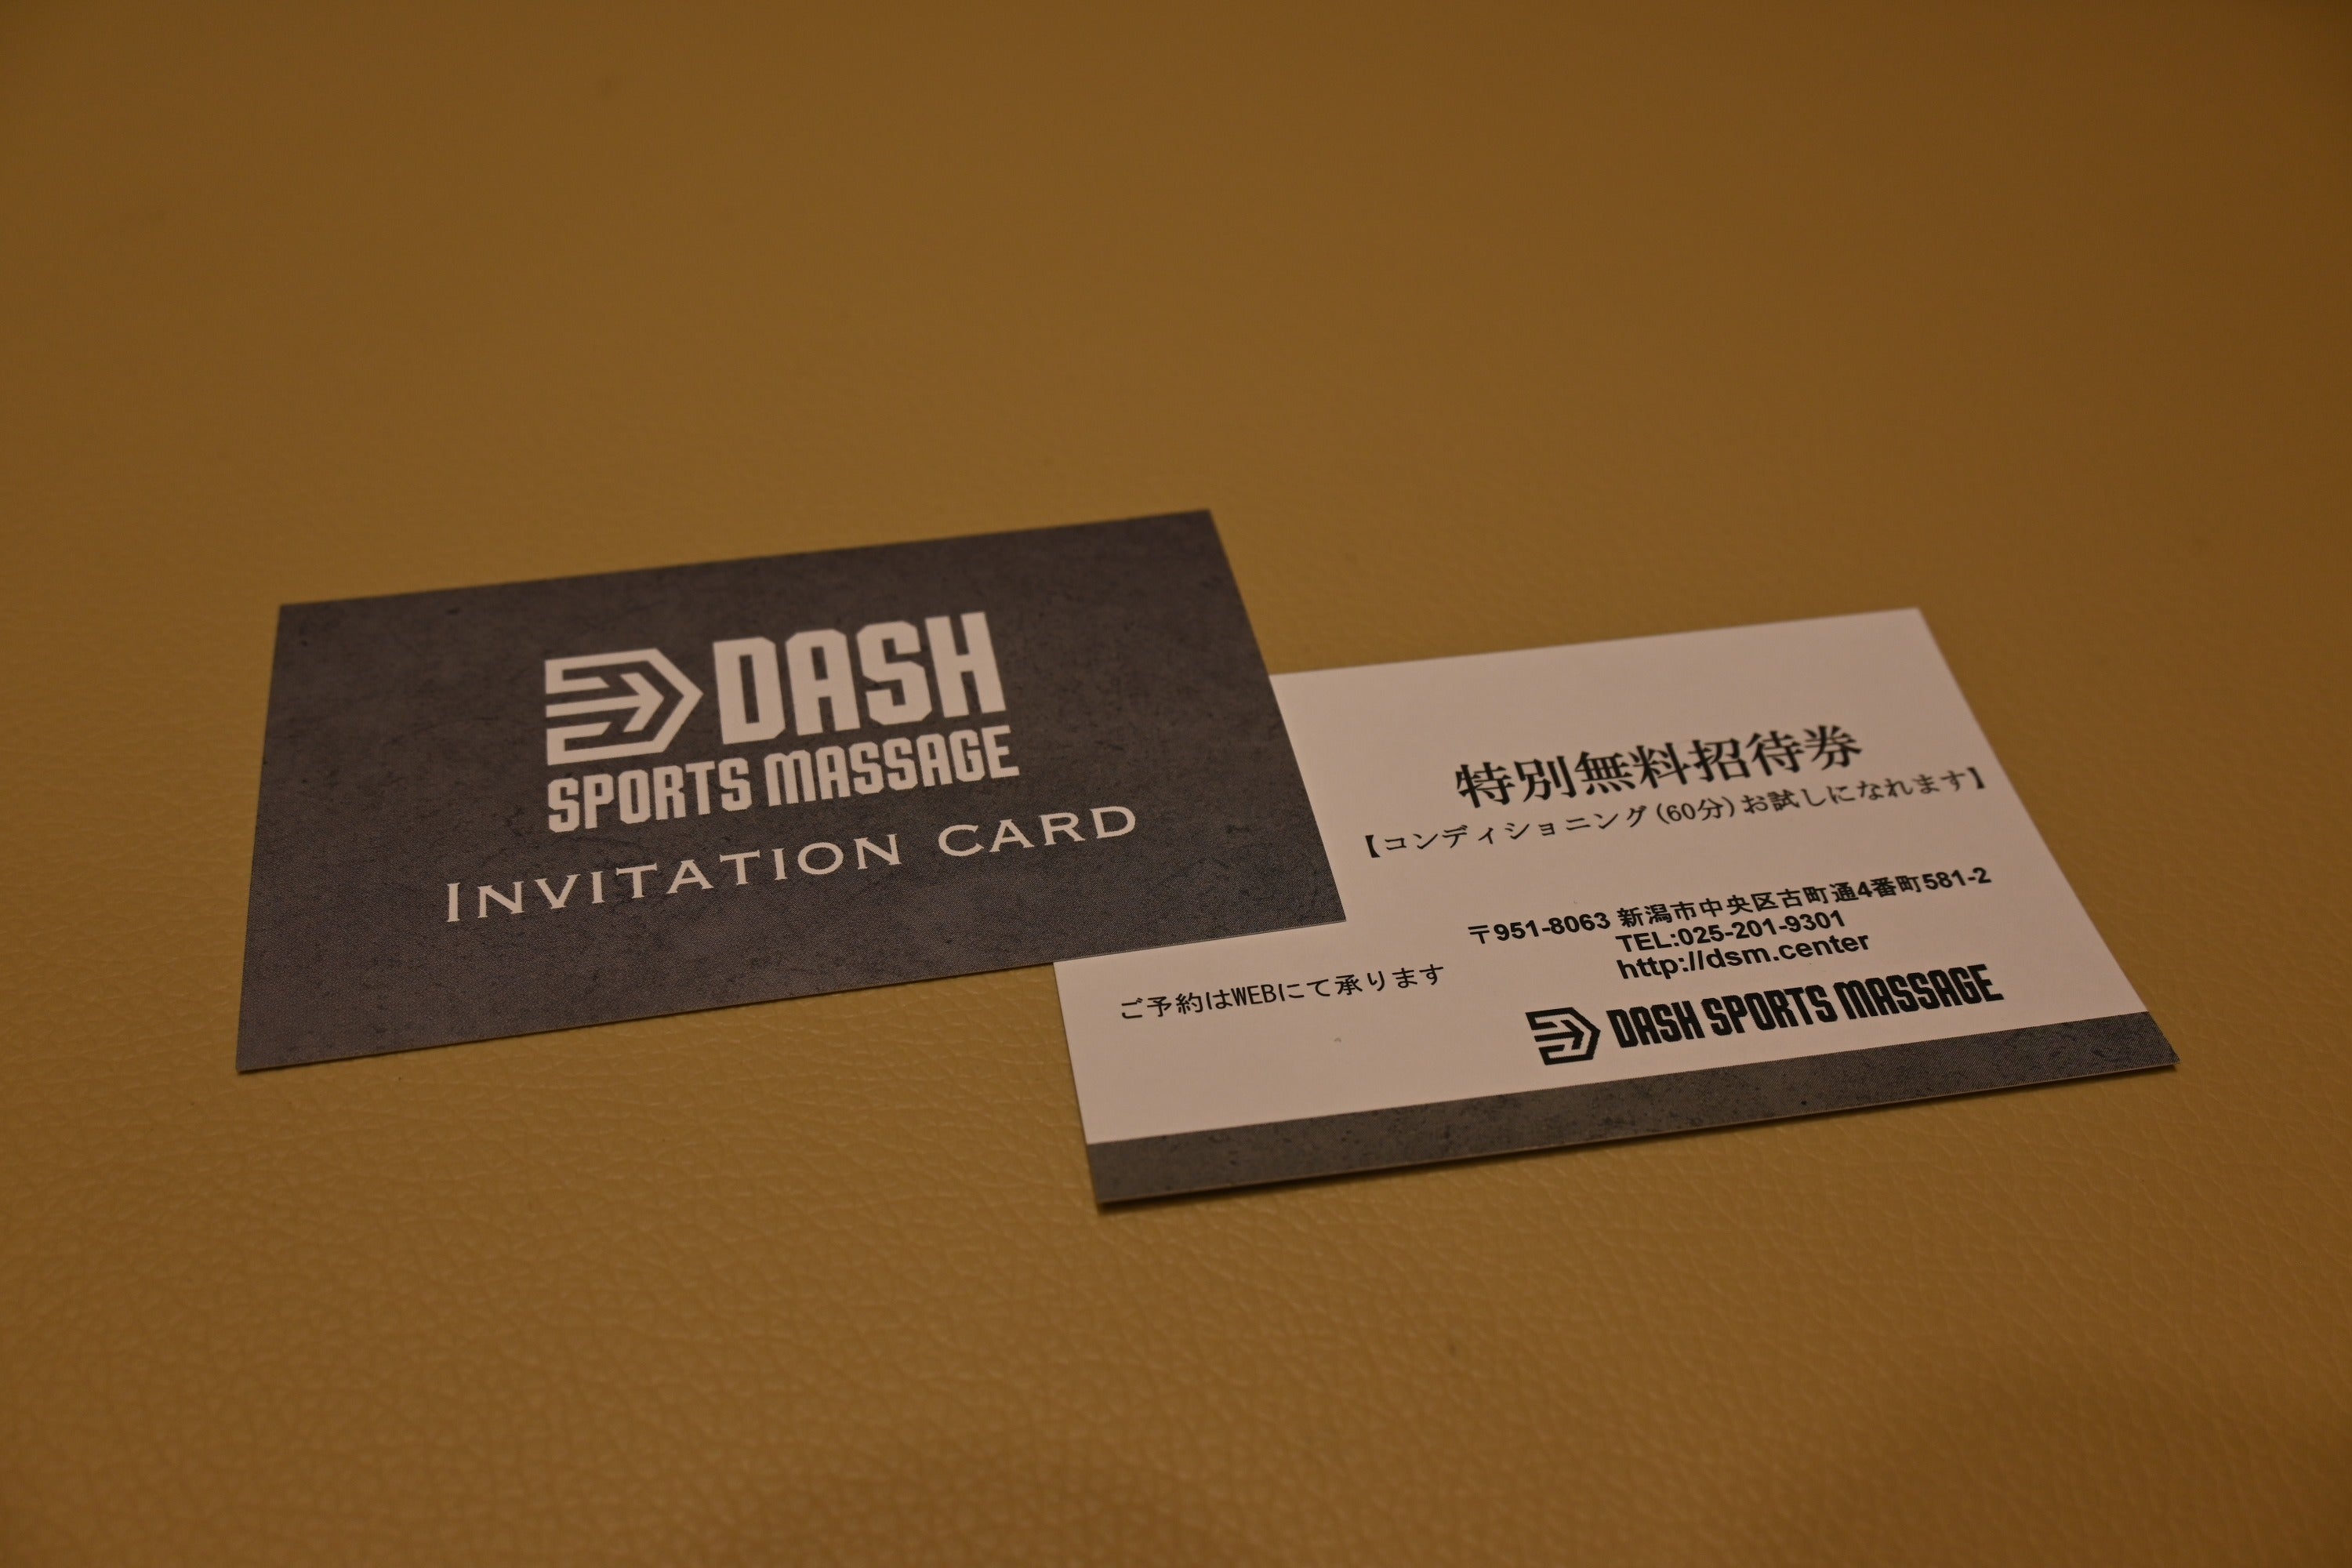 DASH
SPORTS MASSAGE
INVITATION CARD
特別無料招待券
【コンディショニング(60分)お試しになれます】
〒951-8063 新潟市中央区古町通4番町581-2
TEL:025-201-9301
http://dsm.center
ご予約はWEBにて承ります
DASH SPORTS MASSAGE